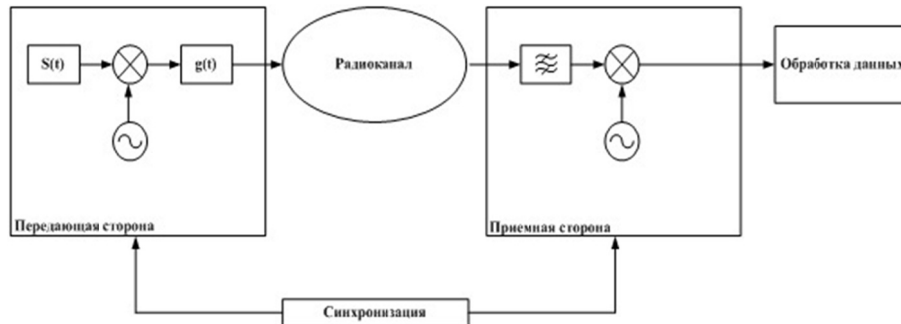 S(t)
g(t)
Радиоканал
Обработка данных
Передающая сторона
Приемная сторона
Синхронизация